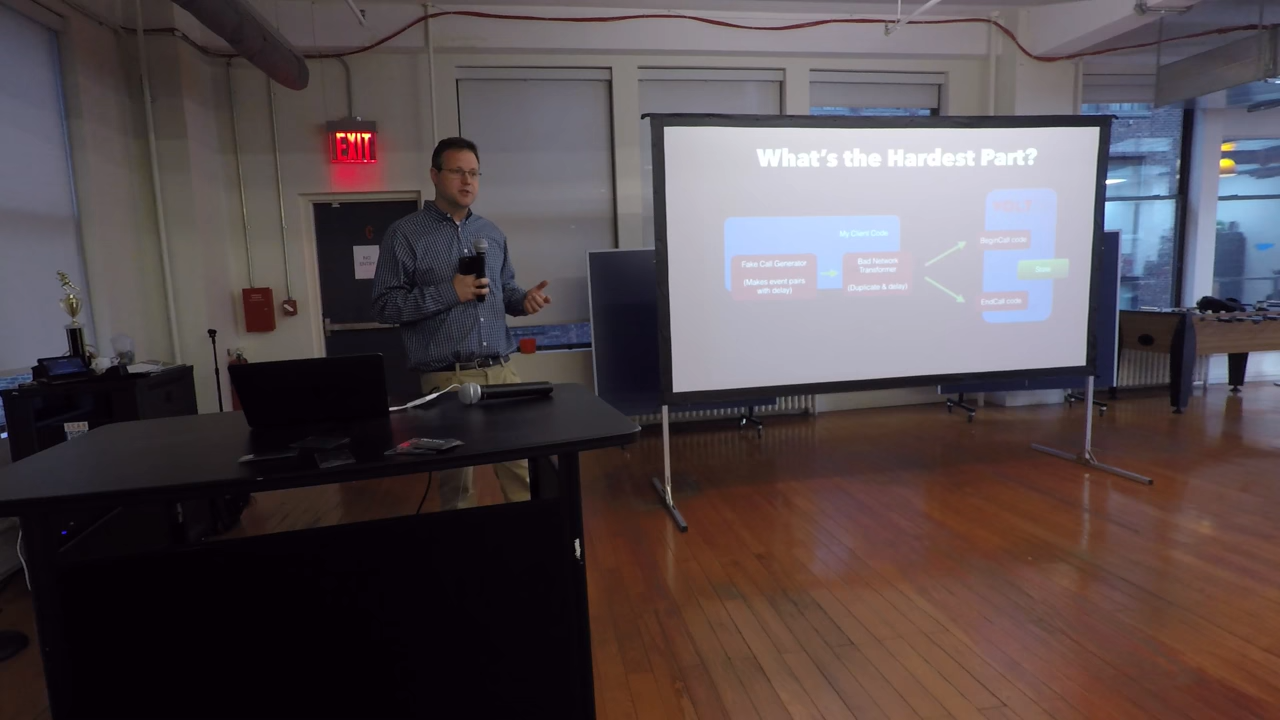 EXIT
What's the Hardest Part?
My Client Code
Fake Call Generator
(Makes event pairs
with delay)
Bad Network
Transformer
(Duplicate & delay)
BeginCall code
EndCall code